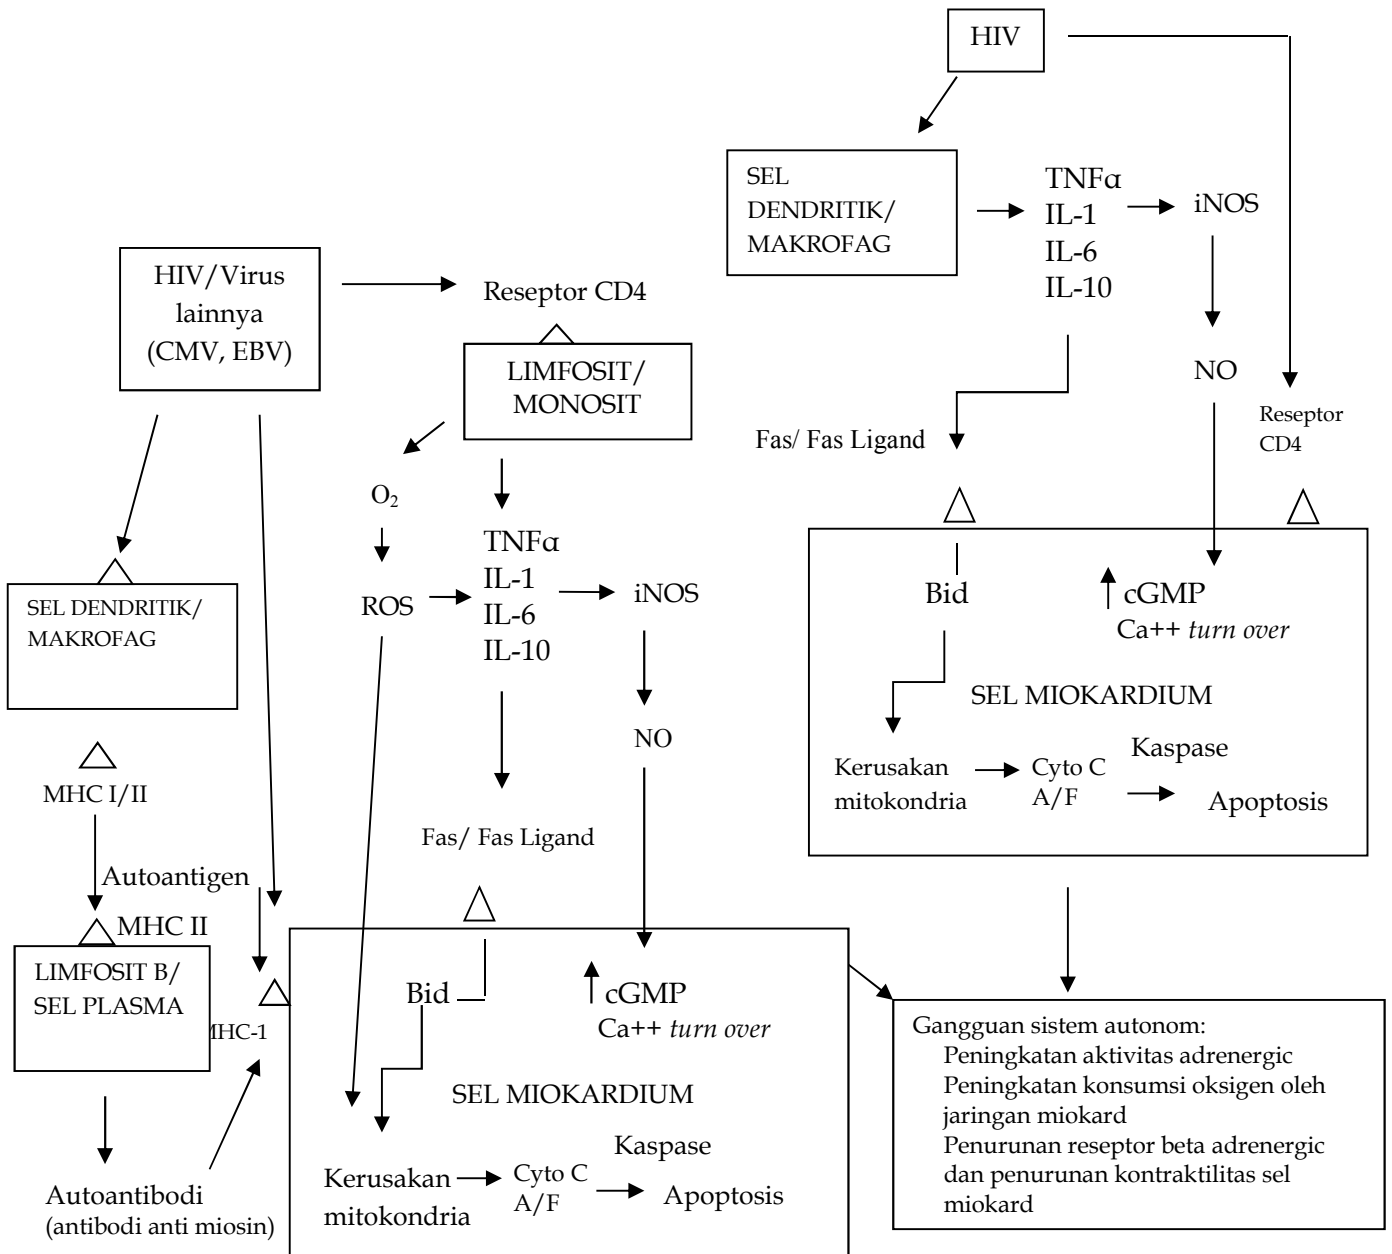 HIV
SEL
DENDRITIK/
MAKROFAG
TNFα
IL-1
IL-6
IL-10
iNOS
NO
Reseptor
CD4
Fas/ Fas Ligand
Bid
cGMP
Ca++ turn over
SEL MIOKARDIUM
Kerusakan
mitokondria
Cyto C
A/F
Kaspase
Apoptosis
HIV/Virus
lainnya
(CMV, EBV)
Reseptor CD4
LIMFOSIT/
MONOSIT
O₂
ROS
TNFα
IL-1
IL-6
IL-10
iNOS
NO
Fas/ Fas Ligand
SEL DENDRITIK/
MAKROFAG
MHC I/II
Autoantigen
MHC II
LIMFOSIT B/
SEL PLASMA
MHC-1
Autoantibodi
(antibodi anti miosin)
Bid
cGMP
Ca++ turn over
SEL MIOKARDIUM
Kerusakan
mitokondria
Cyto C
A/F
Kaspase
Apoptosis
Gangguan sistem autonom:
Peningkatan aktivitas adrenergic
Peningkatan konsumsi oksigen oleh
jaringan miokard
Penurunan reseptor beta adrenergic
dan penurunan kontraktilitas sel
miokard